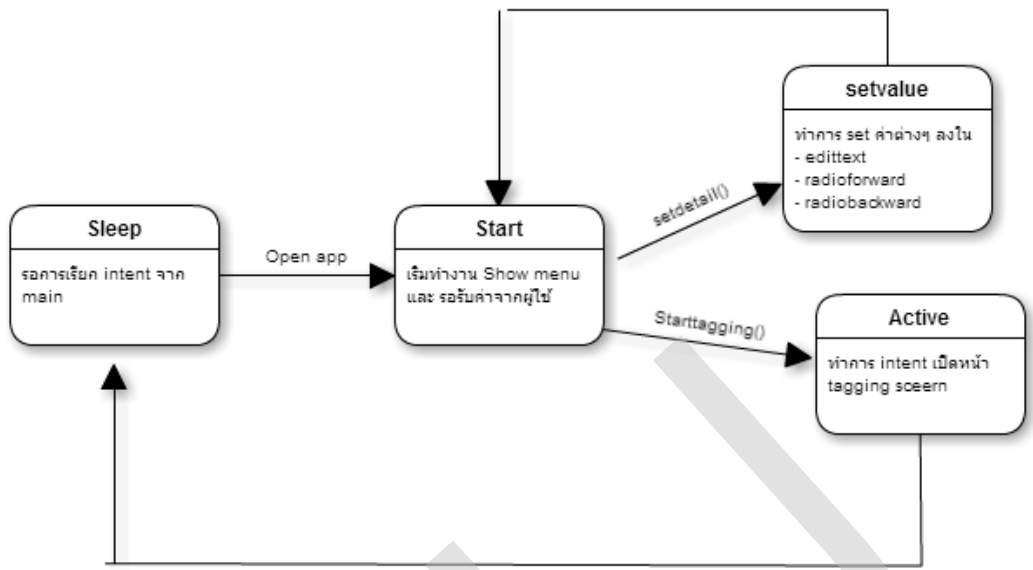 setvalue
ทำการ set ค่าต่างๆ ลงใน
- edittext
- radioforward
- radiobackward
setdetail()
Sleep
รอการเรียก intent จาก
main
Open app
Start
เริ่มทำงาน Show menu
และ รอรับค่าจากผู้ใช้
Starttagging()
Active
ทำการ intent เปิดหน้า
tagging sceern